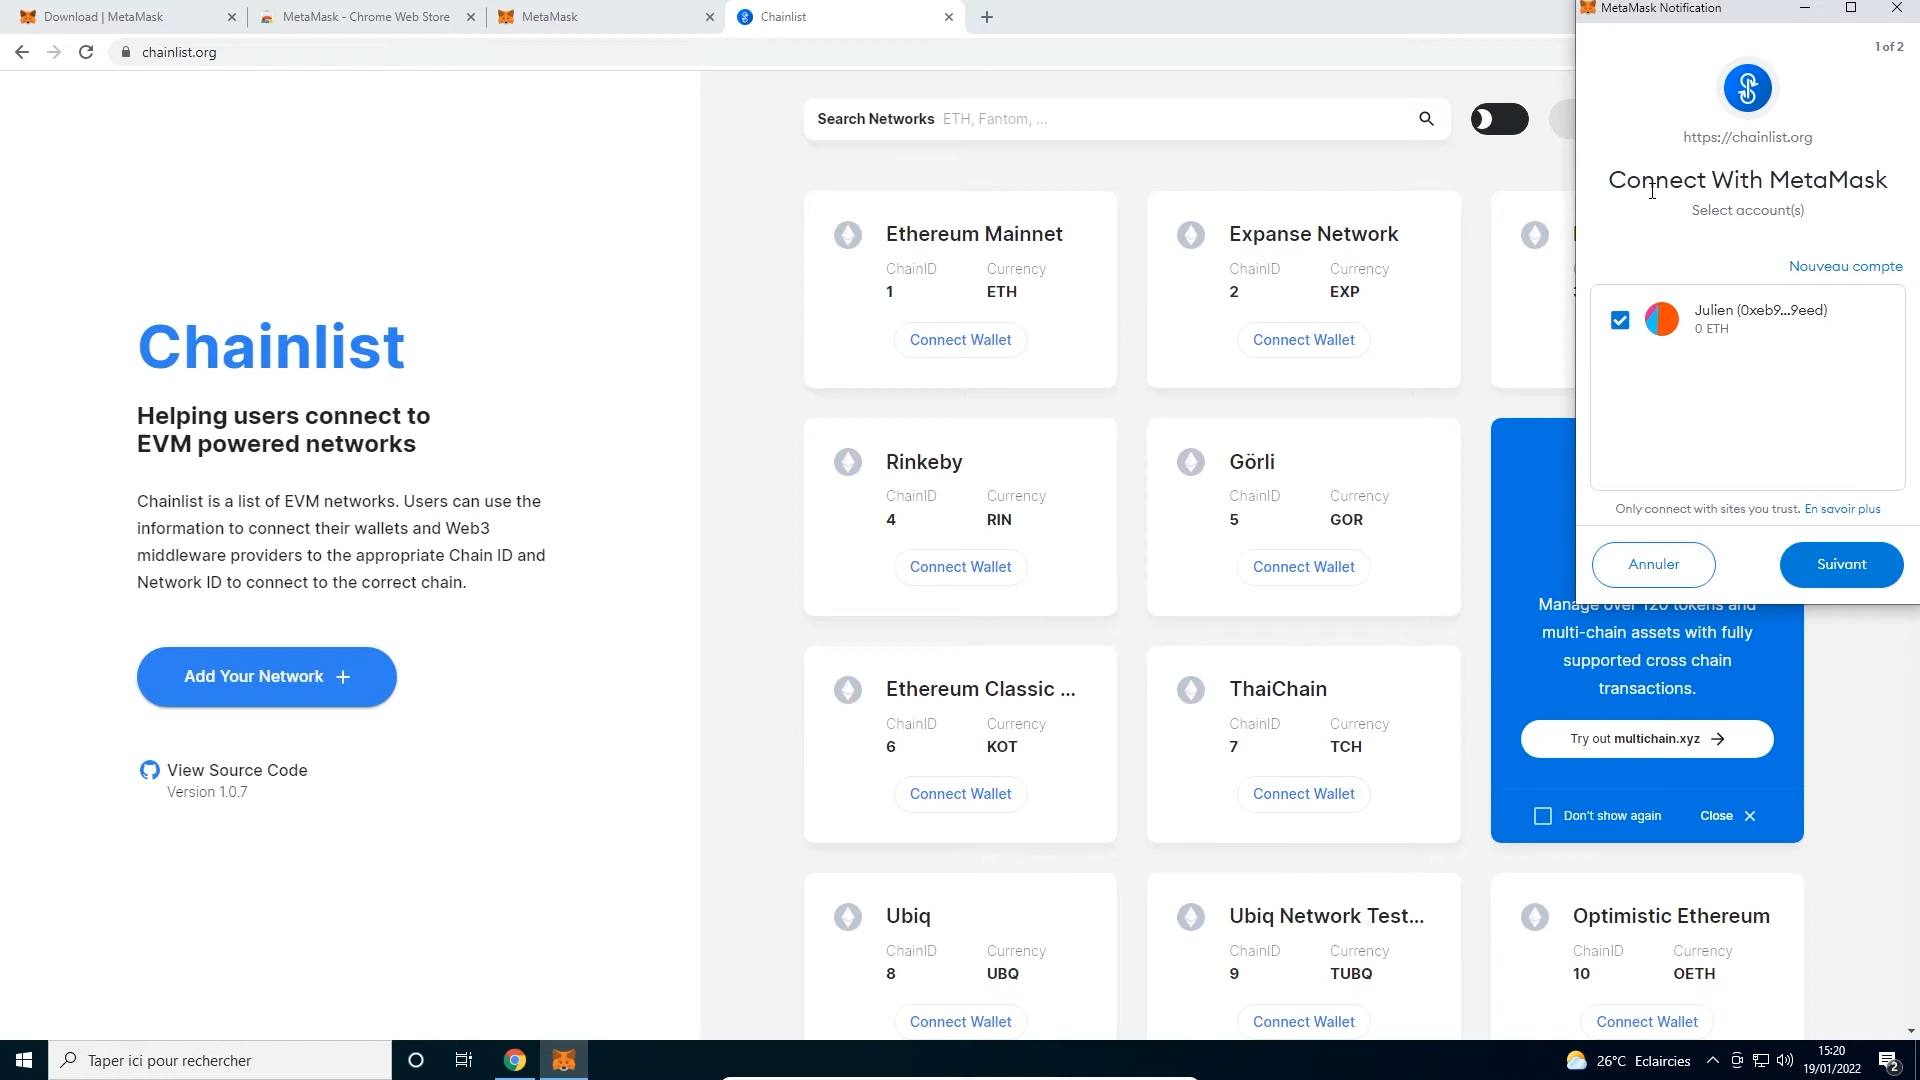 Download | MetaMask
MetaMask - Chrome Web Store
MetaMask
Chainlist
chainlist.org
Chainlist
Helping users connect to
EVM powered networks
Chainlist is a list of EVM networks. Users can use the
information to connect their wallets and Web3
middleware providers to the appropriate Chain ID and
Network ID to connect to the correct chain.
Add Your Network +
View Source Code
Version 1.0.7
Search Networks ETH, Fantom, ...
Ethereum Mainnet
ChainID Currency
1 ETH
Connect Wallet
Expanse Network
ChainID Currency
2 EXP
Connect Wallet
Rinkeby
ChainID Currency
4 RIN
Connect Wallet
Görli
ChainID Currency
5 GOR
Connect Wallet
Manage over 120 tokens and
multi-chain assets with fully
supported cross chain
transactions.
Try out multichain.xyz
Don't show again
Close
Ethereum Classic ...
ChainID Currency
6 KOT
Connect Wallet
ThaiChain
ChainID Currency
7 TCH
Connect Wallet
Ubiq
ChainID Currency
8 UBQ
Connect Wallet
Ubiq Network Test...
ChainID Currency
9 TUBQ
Connect Wallet
Optimistic Ethereum
ChainID Currency
10 OETH
Connect Wallet
MetaMask Notification
1 of 2
https://chainlist.org
Connect With MetaMask
Select account(s)
Nouveau compte
Julien (0xeb9...9eed)
0 ETH
Only connect with sites you trust. En savoir plus
Annuler
Suivant
Taper ici pour rechercher
26°C Eclaircies
15:20
19/01/2022
2